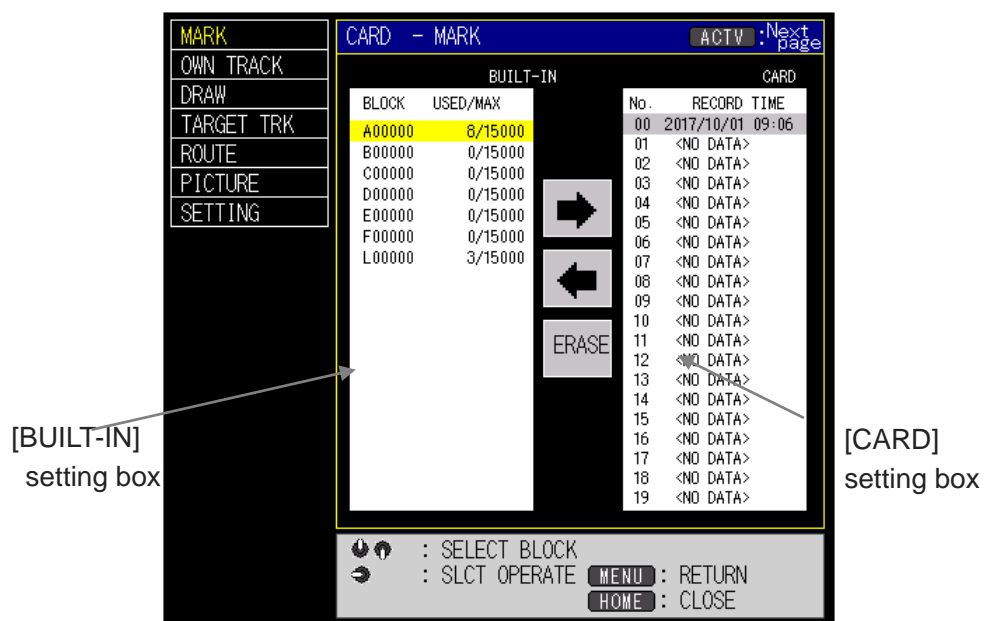 MARK
OWN TRACK
DRAW
TARGET TRK
ROUTE
PICTURE
SETTING
CARD - MARK
ACTV :Next page
BUILT-IN
CARD
BLOCK USED/MAX
A00000 8/15000
B00000 0/15000
C00000 0/15000
D00000 0/15000
E00000 0/15000
F00000 0/15000
L00000 3/15000
ERASE
No. RECORD TIME
00 2017/10/01 09:06
01 <NO DATA>
02 <NO DATA>
03 <NO DATA>
04 <NO DATA>
05 <NO DATA>
06 <NO DATA>
07 <NO DATA>
08 <NO DATA>
09 <NO DATA>
10 <NO DATA>
11 <NO DATA>
12 <NO DATA>
13 <NO DATA>
14 <NO DATA>
15 <NO DATA>
16 <NO DATA>
17 <NO DATA>
18 <NO DATA>
19 <NO DATA>
[BUILT-IN]
setting box
[CARD]
setting box
: SELECT BLOCK
: SLCT OPERATE MENU : RETURN
HOME : CLOSE